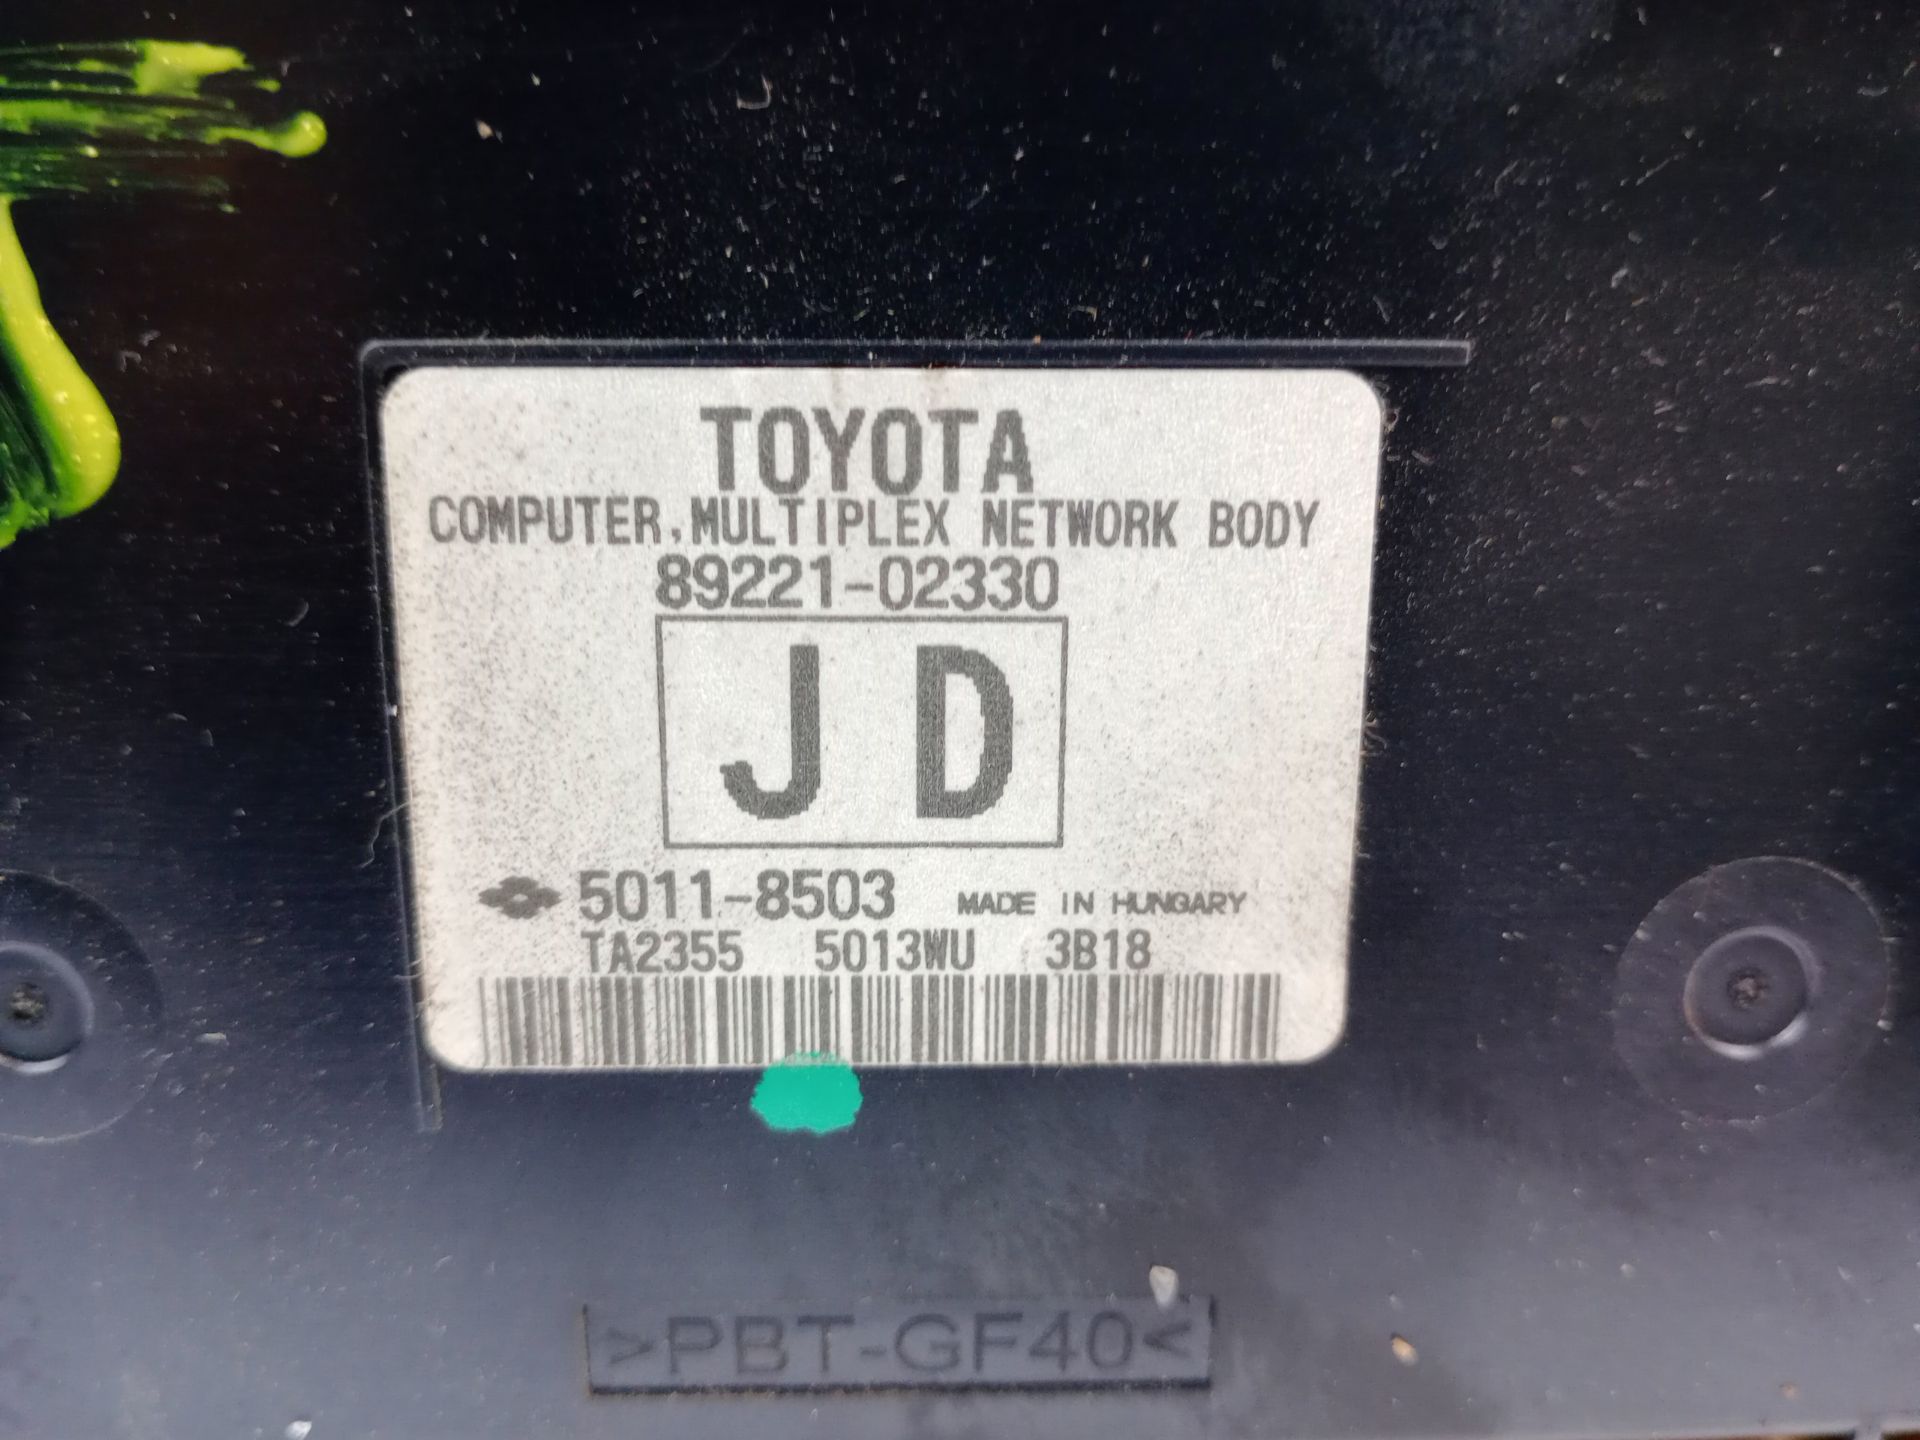 TOYOTA
COMPUTER,MULTIPLEX NETWORK BODY
89221-02330
JD
5011-8503 MADE IN HUNGARY
TA2355 5013WU 3B18
>PBT-GF40<